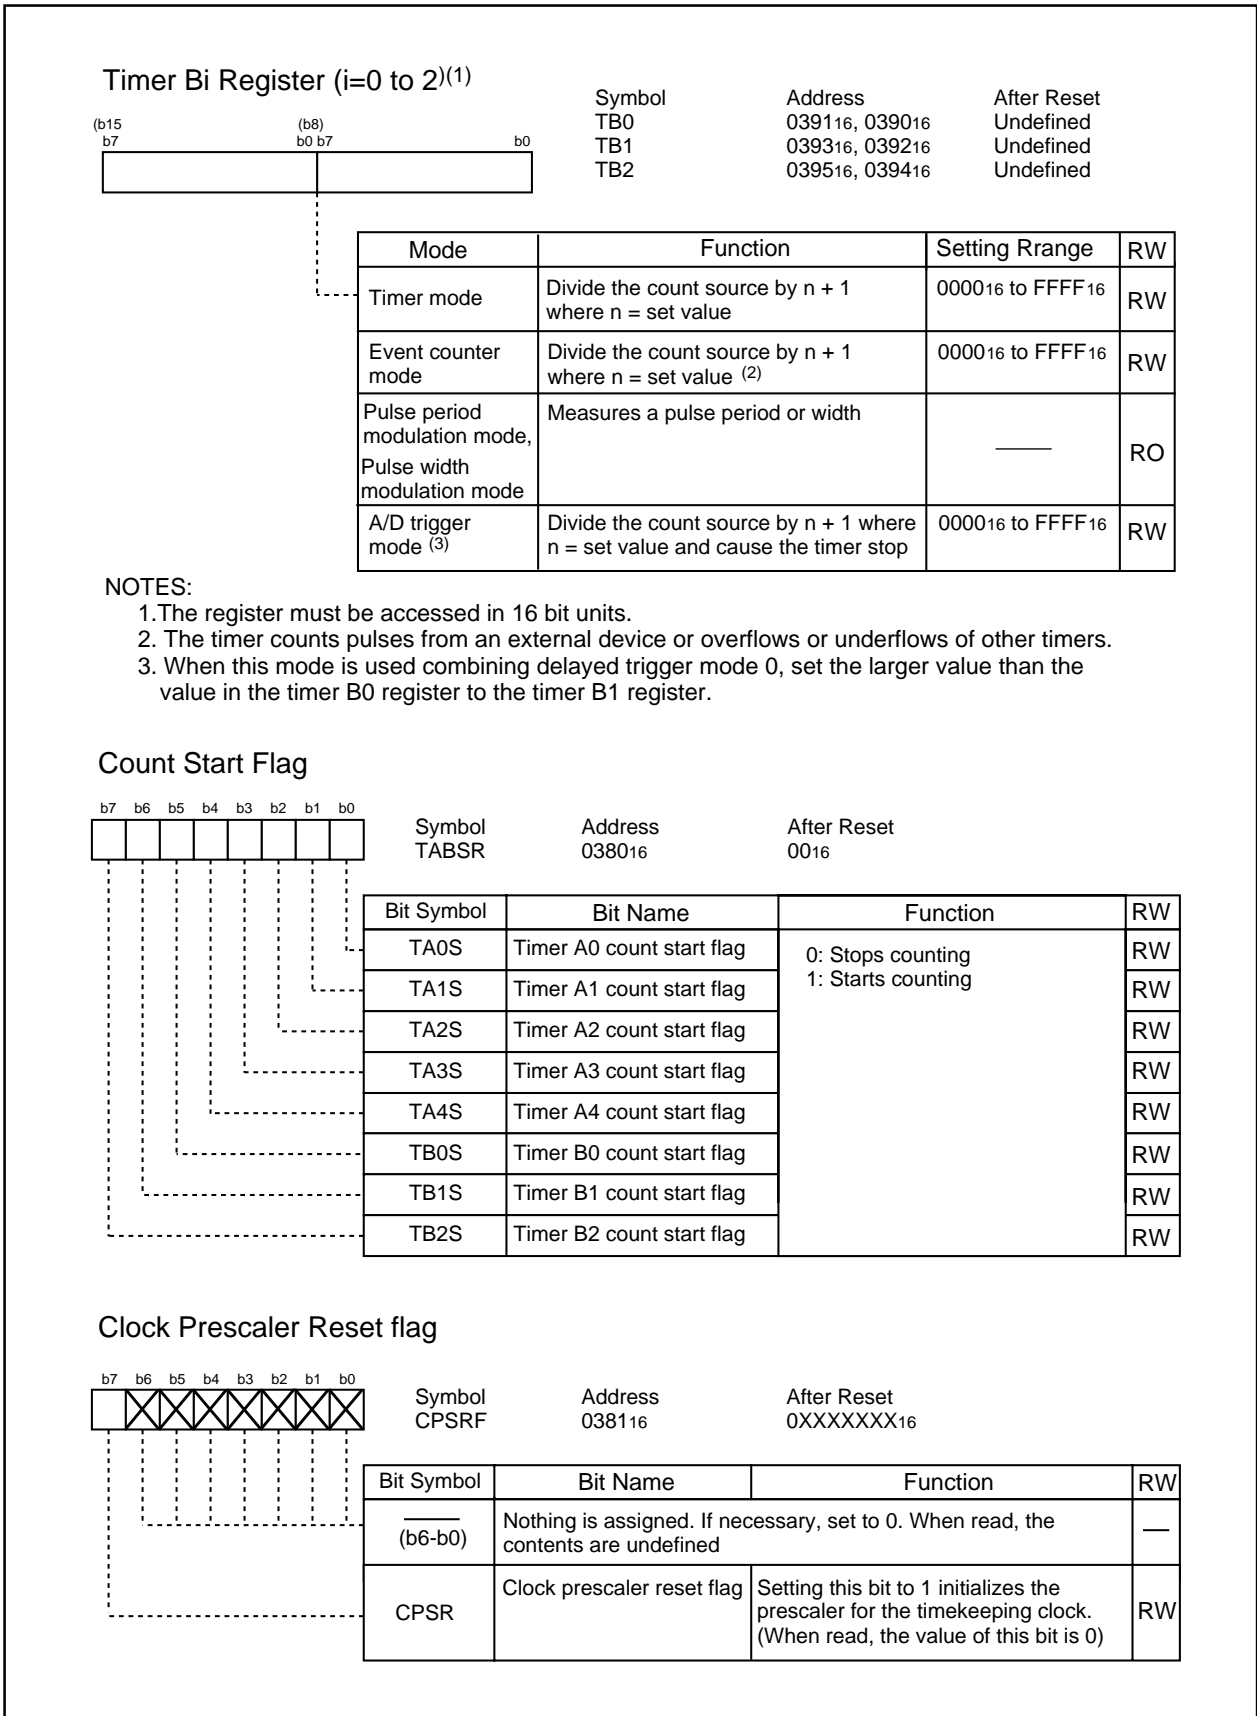 Timer Bi Register (i=0 to 2)(1)
Symbol Address After Reset
TB0 039116, 039016 Undefined
TB1 039316, 039216 Undefined
TB2 039516, 039416 Undefined
(b15 (b8)
b7 b0 b7 b0
Mode Function Setting Rrange RW
Timer mode Divide the count source by n + 1 000016 to FFFF16 RW
where n = set value
Event counter Divide the count source by n + 1 000016 to FFFF16 RW
mode where n = set value (2)
Pulse period Measures a pulse period or width
modulation mode,
RO
Pulse width
modulation mode
A/D trigger Divide the count source by n + 1 where 000016 to FFFF16 RW
mode (3) n = set value and cause the timer stop
NOTES:
1.The register must be accessed in 16 bit units.
2. The timer counts pulses from an external device or overflows or underflows of other timers.
3. When this mode is used combining delayed trigger mode 0, set the larger value than the
value in the timer B0 register to the timer B1 register.
Count Start Flag
b7 b6 b5 b4 b3 b2 b1 b0
Symbol Address After Reset
TABSR 038016 0016
Bit Symbol Bit Name Function RW
TA0S Timer A0 count start flag 0: Stops counting RW
1: Starts counting
TA1S Timer A1 count start flag RW
TA2S Timer A2 count start flag RW
TA3S Timer A3 count start flag RW
TA4S Timer A4 count start flag RW
TB0S Timer B0 count start flag RW
TB1S Timer B1 count start flag RW
TB2S Timer B2 count start flag RW
Clock Prescaler Reset flag
b7 b6 b5 b4 b3 b2 b1 b0
Symbol Address After Reset
CPSRF 038116 0XXXXXXX16
Bit Symbol Bit Name Function RW
(b6-b0) Nothing is assigned. If necessary, set to 0. When read, the
contents are undefined
CPSR Clock prescaler reset flag Setting this bit to 1 initializes the RW
prescaler for the timekeeping clock.
(When read, the value of this bit is 0)